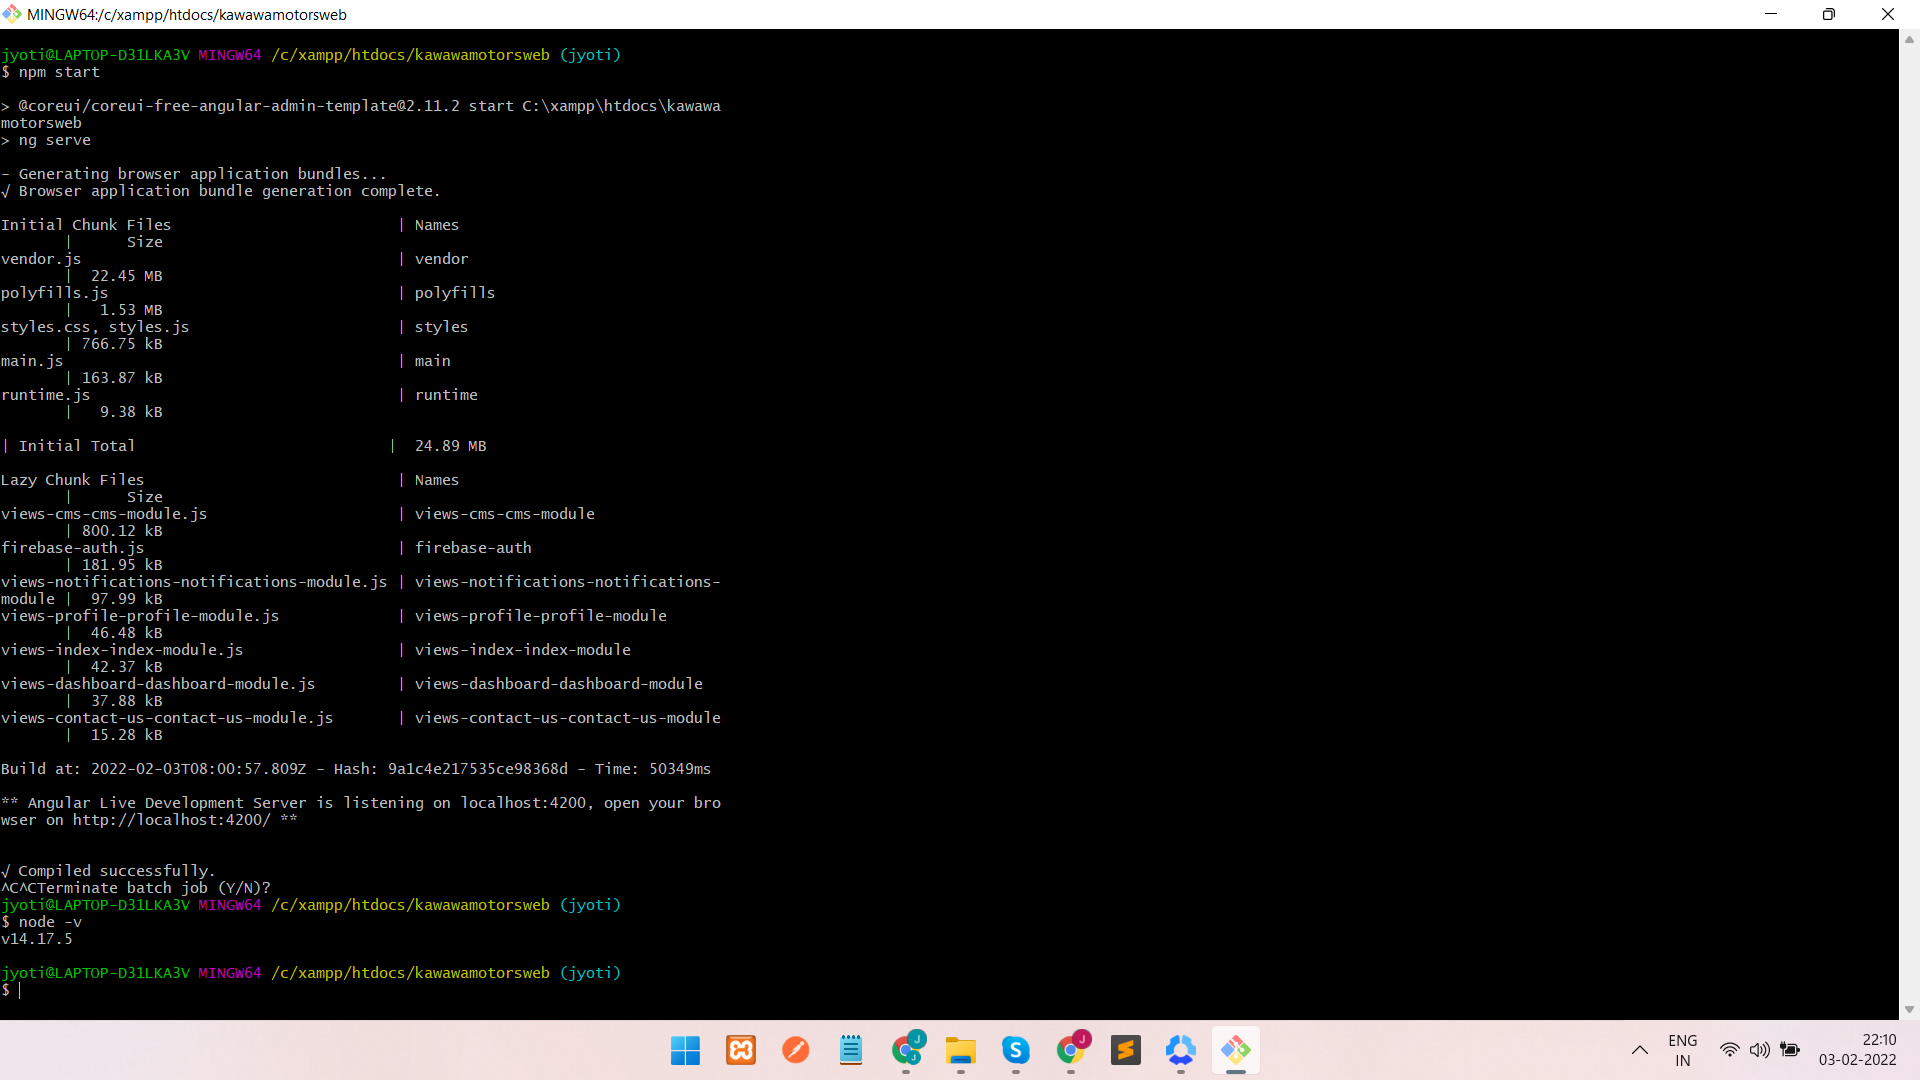 MINGW64:/c/xampp/htdocs/kawawamotorsweb
jyoti@LAPTOP-D31LKA3V MINGW64 /c/xampp/htdocs/kawawamotorsweb (jyoti)
$ npm start
> @coreui/coreui-free-angular-admin-template@2.11.2 start C:\xampp\htdocs\kawawa
motorsweb
> ng serve
- Generating browser application bundles...
√ Browser application bundle generation complete.
Initial Chunk Files | Names
| Size
vendor.js | vendor
| 22.45 MB
polyfills.js | polyfills
| 1.53 MB
styles.css, styles.js | styles
| 766.75 kB
main.js | main
| 163.87 kB
runtime.js | runtime
| 9.38 kB
| Initial Total | 24.89 MB
Lazy Chunk Files | Names
| Size
views-cms-cms-module.js | views-cms-cms-module
| 800.12 kB
firebase-auth.js | firebase-auth
| 181.95 kB
views-notifications-notifications-module.js | views-notifications-notifications-
module | 97.99 kB
views-profile-profile-module.js | views-profile-profile-module
| 46.48 kB
views-index-index-module.js | views-index-index-module
| 42.37 kB
views-dashboard-dashboard-module.js | views-dashboard-dashboard-module
| 37.88 kB
views-contact-us-contact-us-module.js | views-contact-us-contact-us-module
| 15.28 kB
Build at: 2022-02-03T08:00:57.809Z - Hash: 9a1c4e217535ce98368d - Time: 50349ms
** Angular Live Development Server is listening on localhost:4200, open your bro
wser on http://localhost:4200/ **
√ Compiled successfully.
^C^CTerminate batch job (Y/N)?
jyoti@LAPTOP-D31LKA3V MINGW64 /c/xampp/htdocs/kawawamotorsweb (jyoti)
$ node -v
v14.17.5
jyoti@LAPTOP-D31LKA3V MINGW64 /c/xampp/htdocs/kawawamotorsweb (jyoti)
$
ENG
IN
22:10
03-02-2022